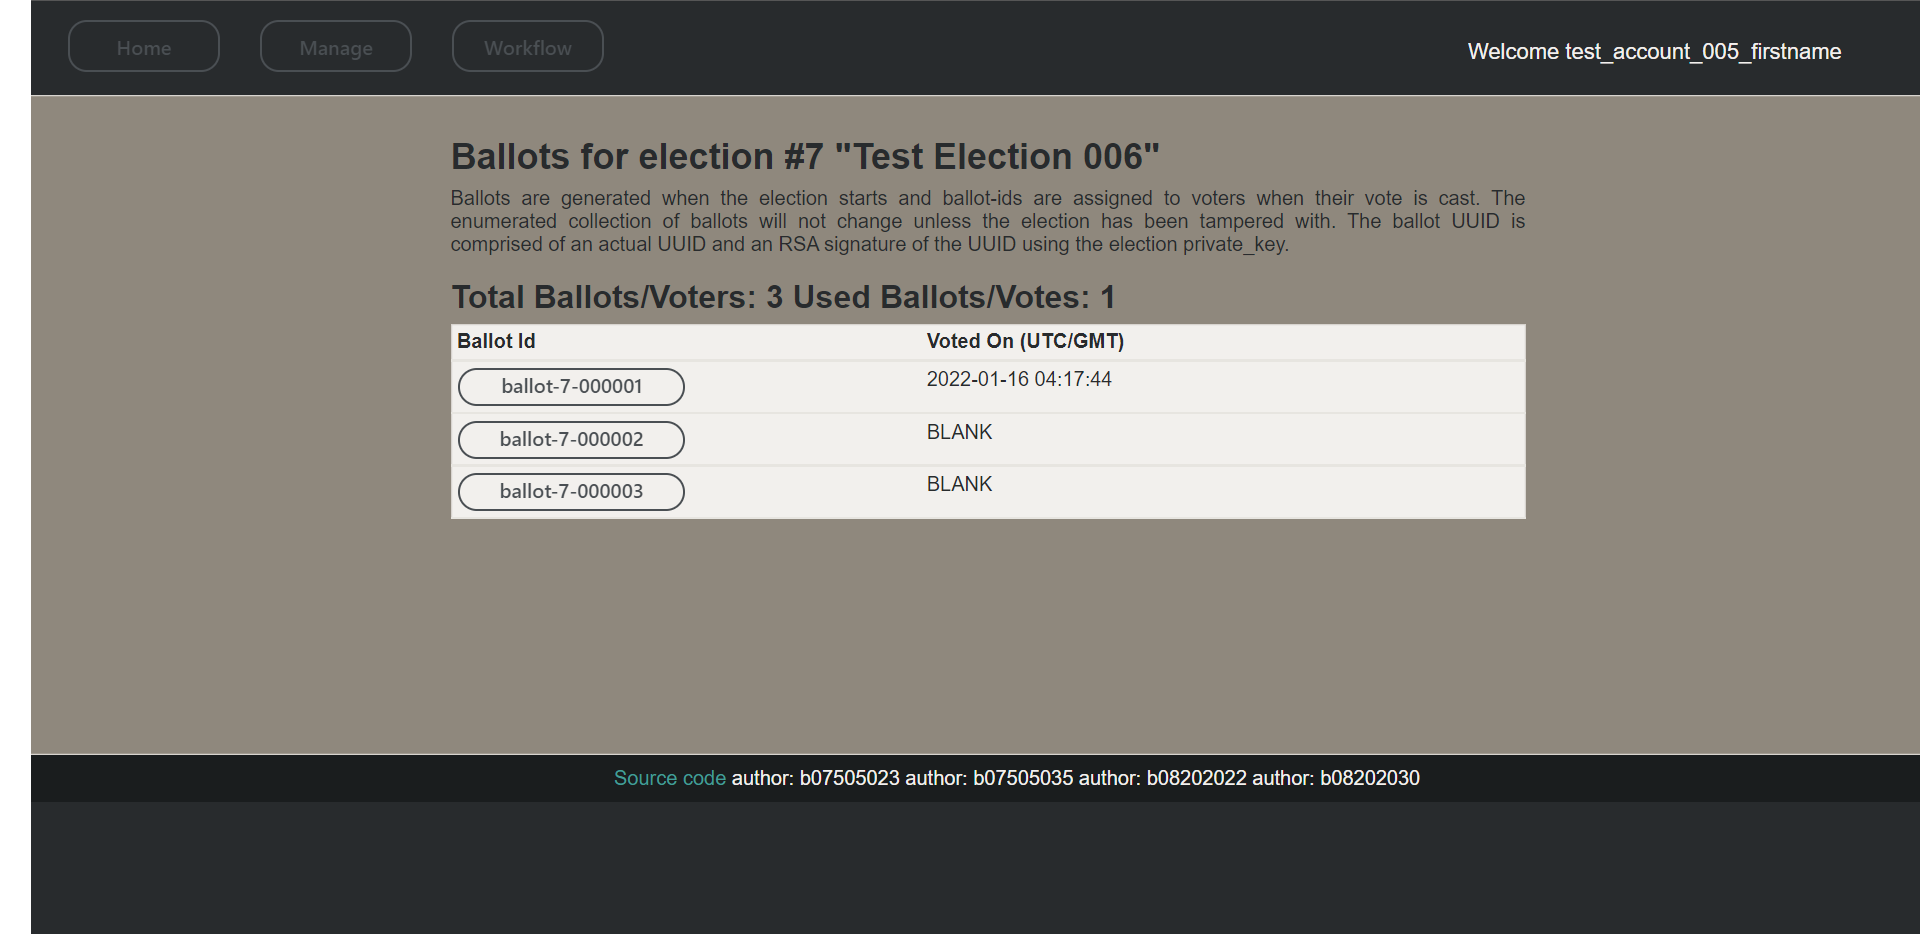 Home Manage Workflow Welcome test_account_005_firstname
Ballots for election #7 "Test Election 006"
Ballots are generated when the election starts and ballot-ids are assigned to voters when their vote is cast. The
enumerated collection of ballots will not change unless the election has been tampered with. The ballot UUID is
comprised of an actual UUID and an RSA signature of the UUID using the election private_key.
Total Ballots/Voters: 3 Used Ballots/Votes: 1
Ballot Id Voted On (UTC/GMT)
ballot-7-000001 2022-01-16 04:17:44
ballot-7-000002 BLANK
ballot-7-000003 BLANK
Source code author: b07505023 author: b07505035 author: b08202022 author: b08202030